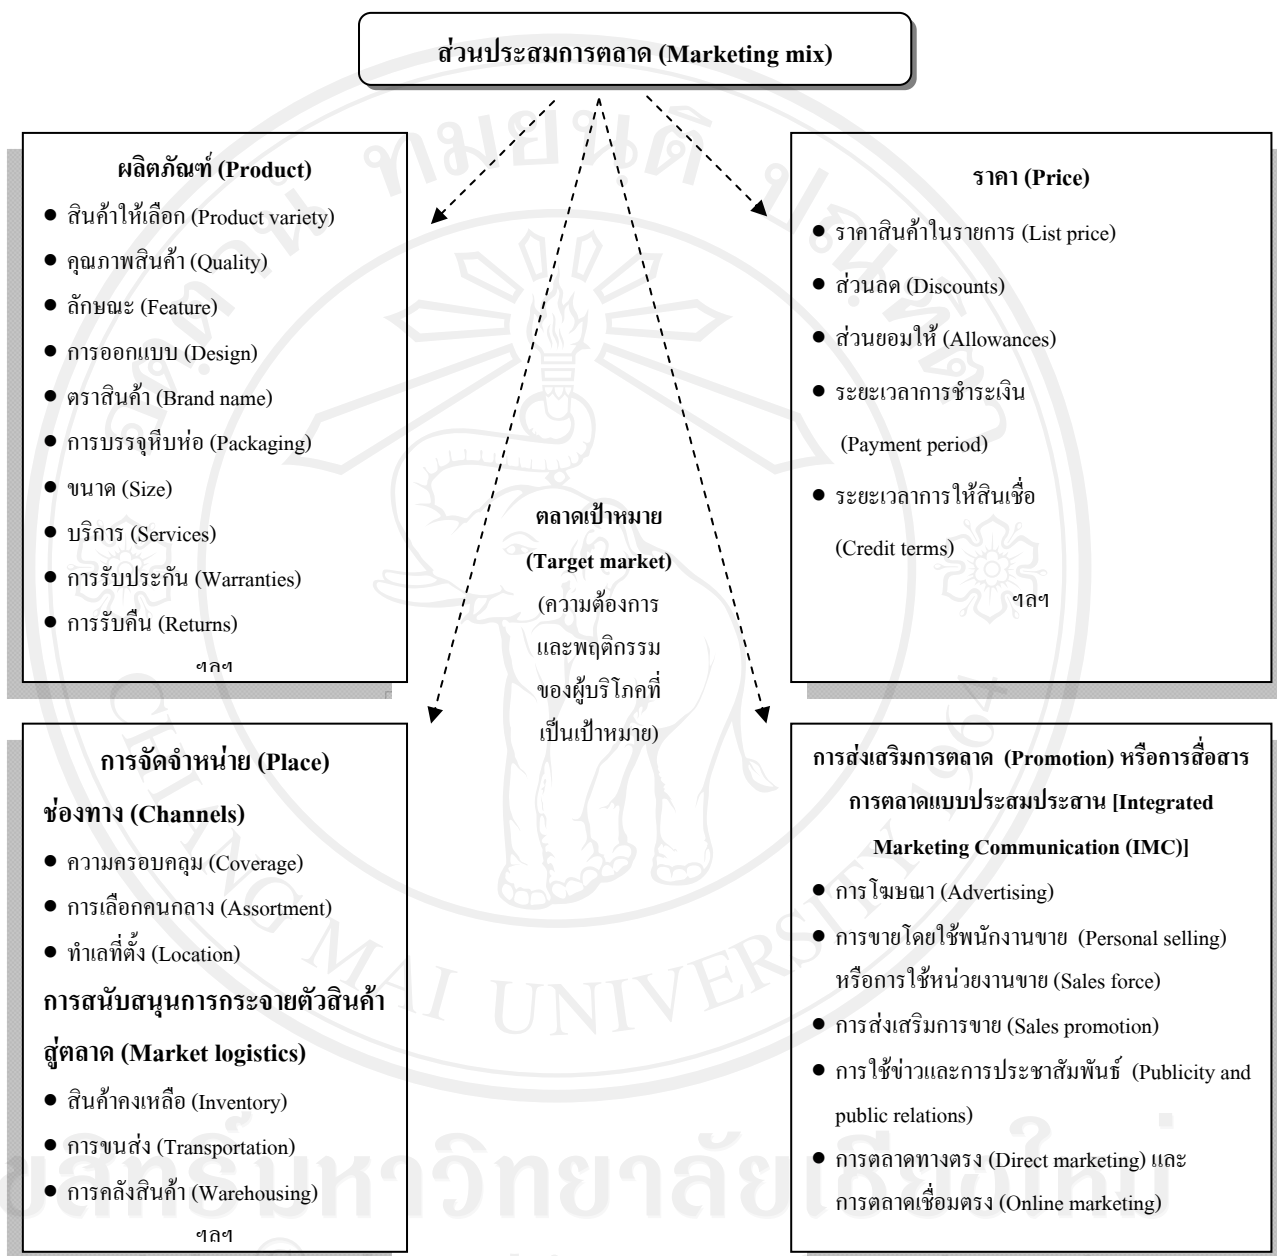 ส่วนประสมการตลาด (Marketing mix)
ผลิตภัณฑ์ (Product)
● สินค้าให้เลือก (Product variety)
● คุณภาพสินค้า (Quality)
● ลักษณะ (Feature)
● การออกแบบ (Design)
● ตราสินค้า (Brand name)
● การบรรจุหีบห่อ (Packaging)
● ขนาด (Size)
● บริการ (Services)
● การรับประกัน (Warranties)
● การรับคืน (Returns)
ฯลฯ
ราคา (Price)
● ราคาสินค้าในรายการ (List price)
● ส่วนลด (Discounts)
● ส่วนยอมให้ (Allowances)
● ระยะเวลาการชำระเงิน
(Payment period)
● ระยะเวลาการให้สินเชื่อ
(Credit terms)
ฯลฯ
ตลาดเป้าหมาย
(Target market)
(ความต้องการ
และพฤติกรรม
ของผู้บริโภคที่
เป็นเป้าหมาย)
การจัดจำหน่าย (Place)
ช่องทาง (Channels)
● ความครอบคลุม (Coverage)
● การเลือกคนกลาง (Assortment)
● ทำเลที่ตั้ง (Location)
การสนับสนุนการกระจายตัวสินค้า
สู่ตลาด (Market logistics)
● สินค้าคงเหลือ (Inventory)
● การขนส่ง (Transportation)
● การคลังสินค้า (Warehousing)
ฯลฯ
การส่งเสริมการตลาด (Promotion) หรือการสื่อสาร
การตลาดแบบประสมประสาน [Integrated
Marketing Communication (IMC)]
● การโฆษณา (Advertising)
● การขายโดยใช้พนักงานขาย (Personal selling)
หรือการใช้หน่วยงานขาย (Sales force)
● การส่งเสริมการขาย (Sales promotion)
● การใช้ข่าวและการประชาสัมพันธ์ (Publicity and
public relations)
● การตลาดทางตรง (Direct marketing) และ
การตลาดเชื่อมตรง (Online marketing)
CHIANG MAI UNIVERSITY 1964
มหาวิทยาลัยเชียงใหม่